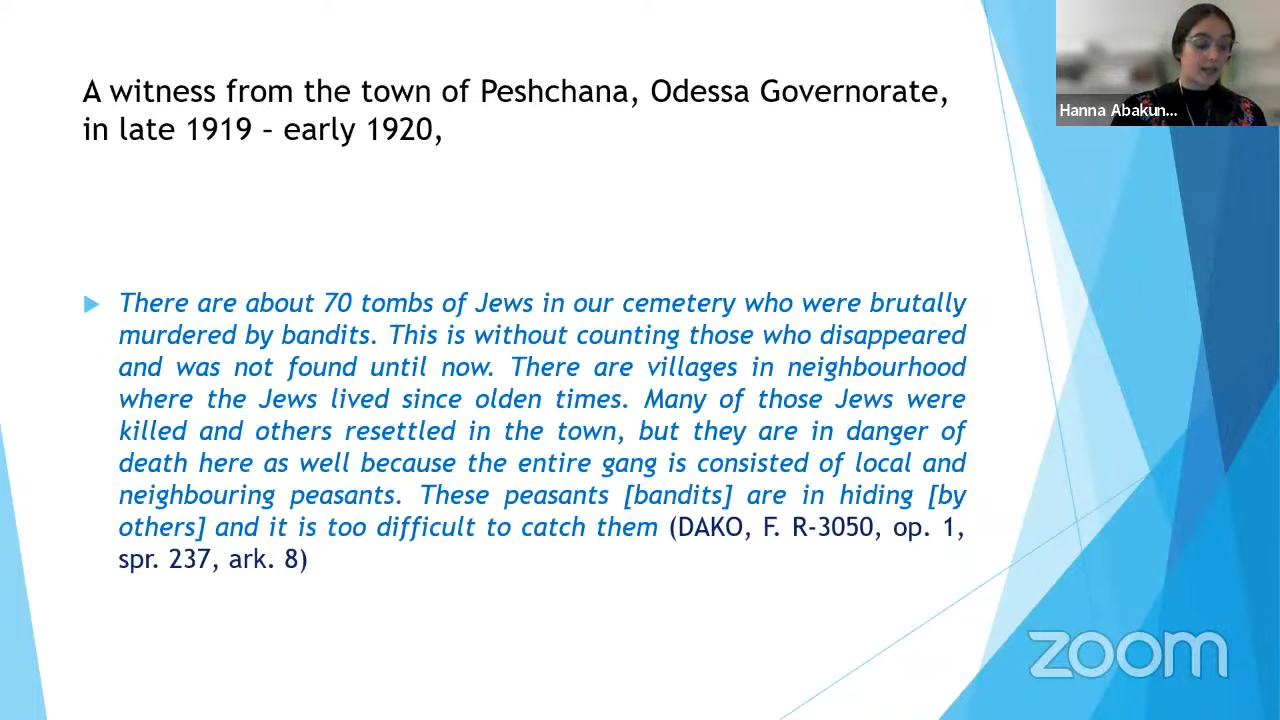 A witness from the town of Peshchana, Odessa Governorate,
in late 1919 – early 1920,
Hanna Abakun...
There are about 70 tombs of Jews in our cemetery who were brutally
murdered by bandits. This is without counting those who disappeared
and was not found until now. There are villages in neighbourhood
where the Jews lived since olden times. Many of those Jews were
killed and others resettled in the town, but they are in danger of
death here as well because the entire gang is consisted of local and
neighbouring peasants. These peasants [bandits] are in hiding [by
others] and it is too difficult to catch them (DAKO, F. R-3050, op. 1,
spr. 237, ark. 8)
zoom